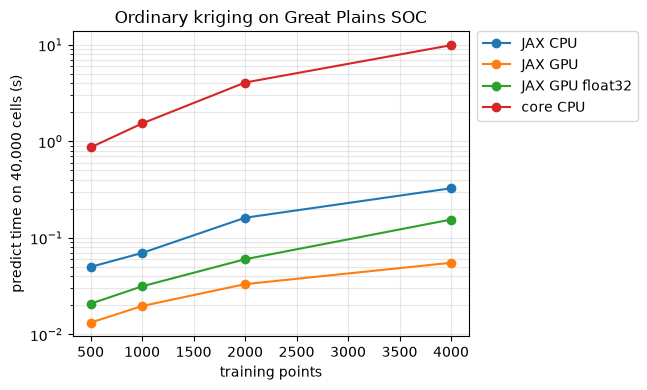 Ordinary kriging on Great Plains SOC
predict time on 40,000 cells (s)
10¹
10⁰
10⁻¹
10⁻²
500 1000 1500 2000 2500 3000 3500 4000
training points
JAX CPU
JAX GPU
JAX GPU float32
core CPU